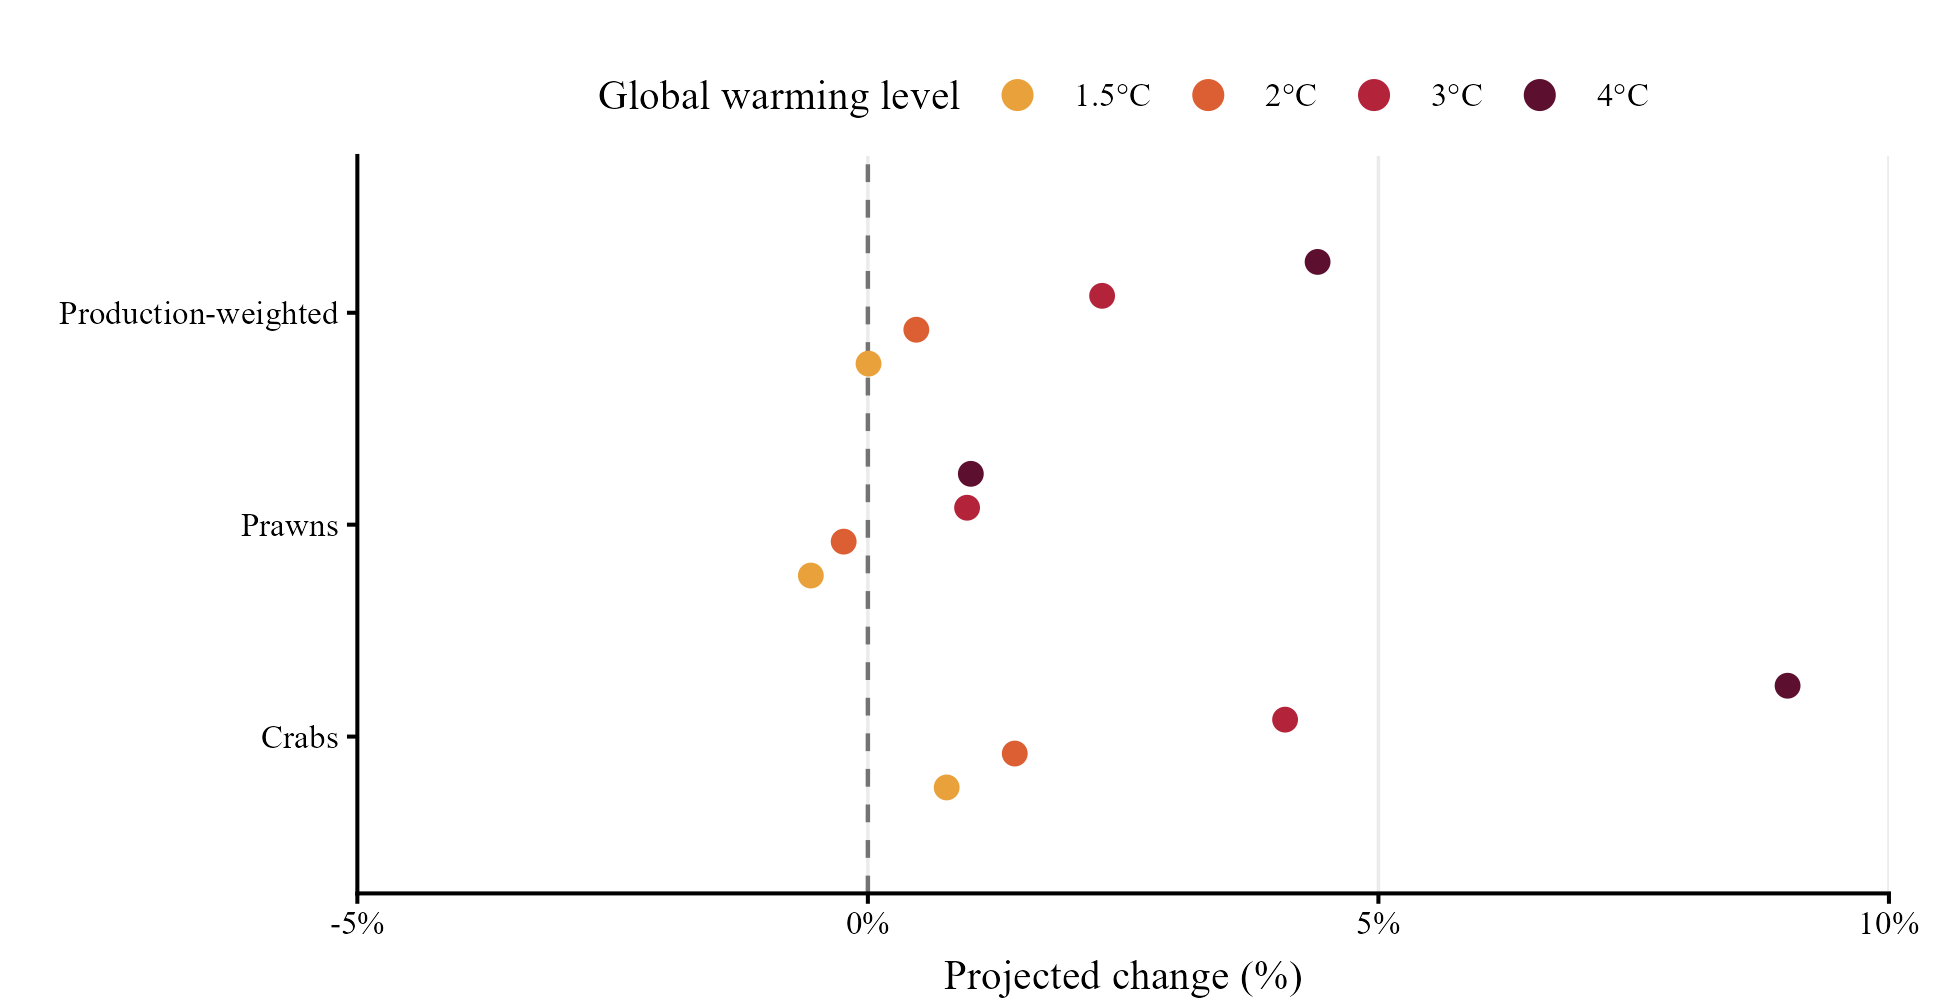 Global warming level 1.5°C 2°C 3°C 4°C
Production-weighted
Prawns
Crabs
-5% 0% 5% 10%
Projected change (%)